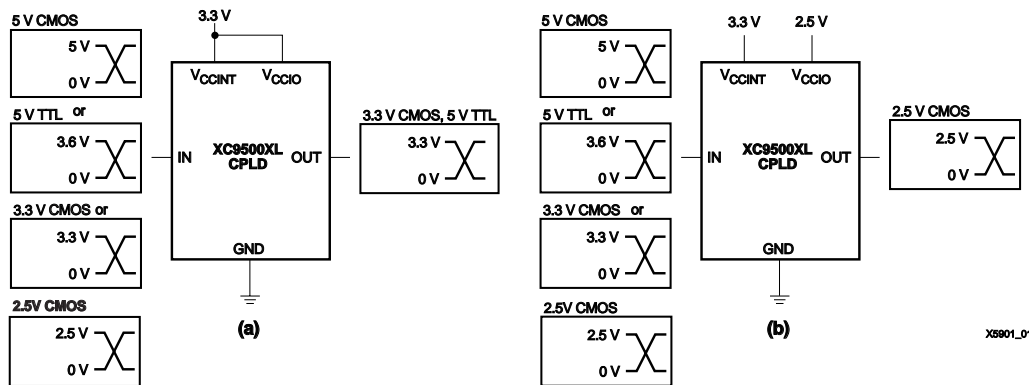 5 V CMOS
5 V
0 V
5 V TTL or
3.6 V
0 V
3.3 V CMOS or
3.3 V
0 V
2.5V CMOS
2.5 V
0 V
3.3 V
VCCINT VCCIO
IN XC9500XL CPLD OUT
GND
(a)
3.3 V CMOS, 5 V TTL
3.3 V
0 V
5 V CMOS
5 V
0 V
5 V TTL or
3.6 V
0 V
3.3 V CMOS or
3.3 V
0 V
2.5V CMOS
2.5 V
0 V
3.3 V 2.5 V
VCCINT VCCIO
IN XC9500XL CPLD OUT
GND
(b)
2.5 V CMOS
2.5 V
0 V
X5901_01